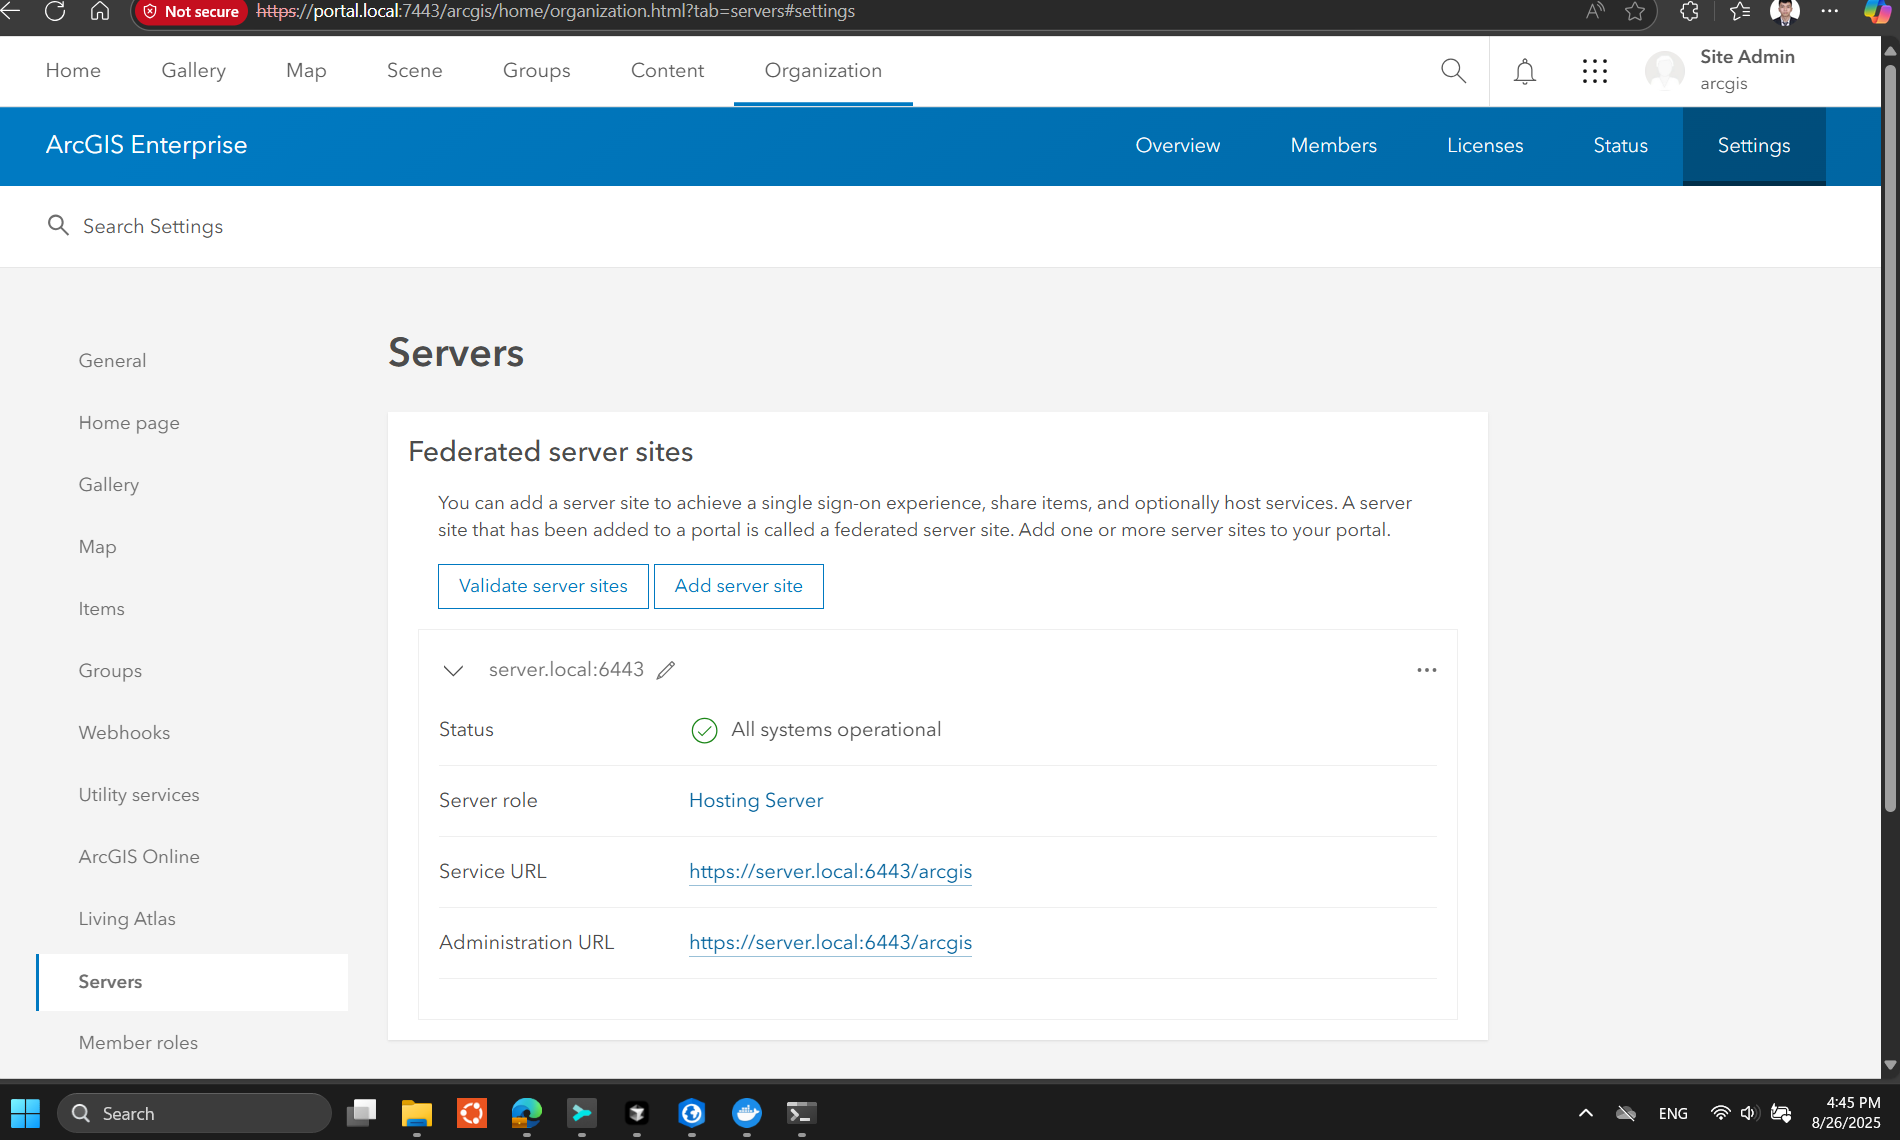 Not secure
https://portal.local:7443/arcgis/home/organization.html?tab=servers#settings
Home
Gallery
Map
Scene
Groups
Content
Organization
Site Admin
arcgis
ArcGIS Enterprise
Overview
Members
Licenses
Status
Settings
Search Settings
General
Home page
Gallery
Map
Items
Groups
Webhooks
Utility services
ArcGIS Online
Living Atlas
Servers
Member roles
Servers
Federated server sites
You can add a server site to achieve a single sign-on experience, share items, and optionally host services. A server
site that has been added to a portal is called a federated server site. Add one or more server sites to your portal.
Validate server sites
Add server site
server.local:6443
Status
All systems operational
Server role
Hosting Server
Service URL
https://server.local:6443/arcgis
Administration URL
https://server.local:6443/arcgis
Search
ENG
4:45 PM
8/26/2025